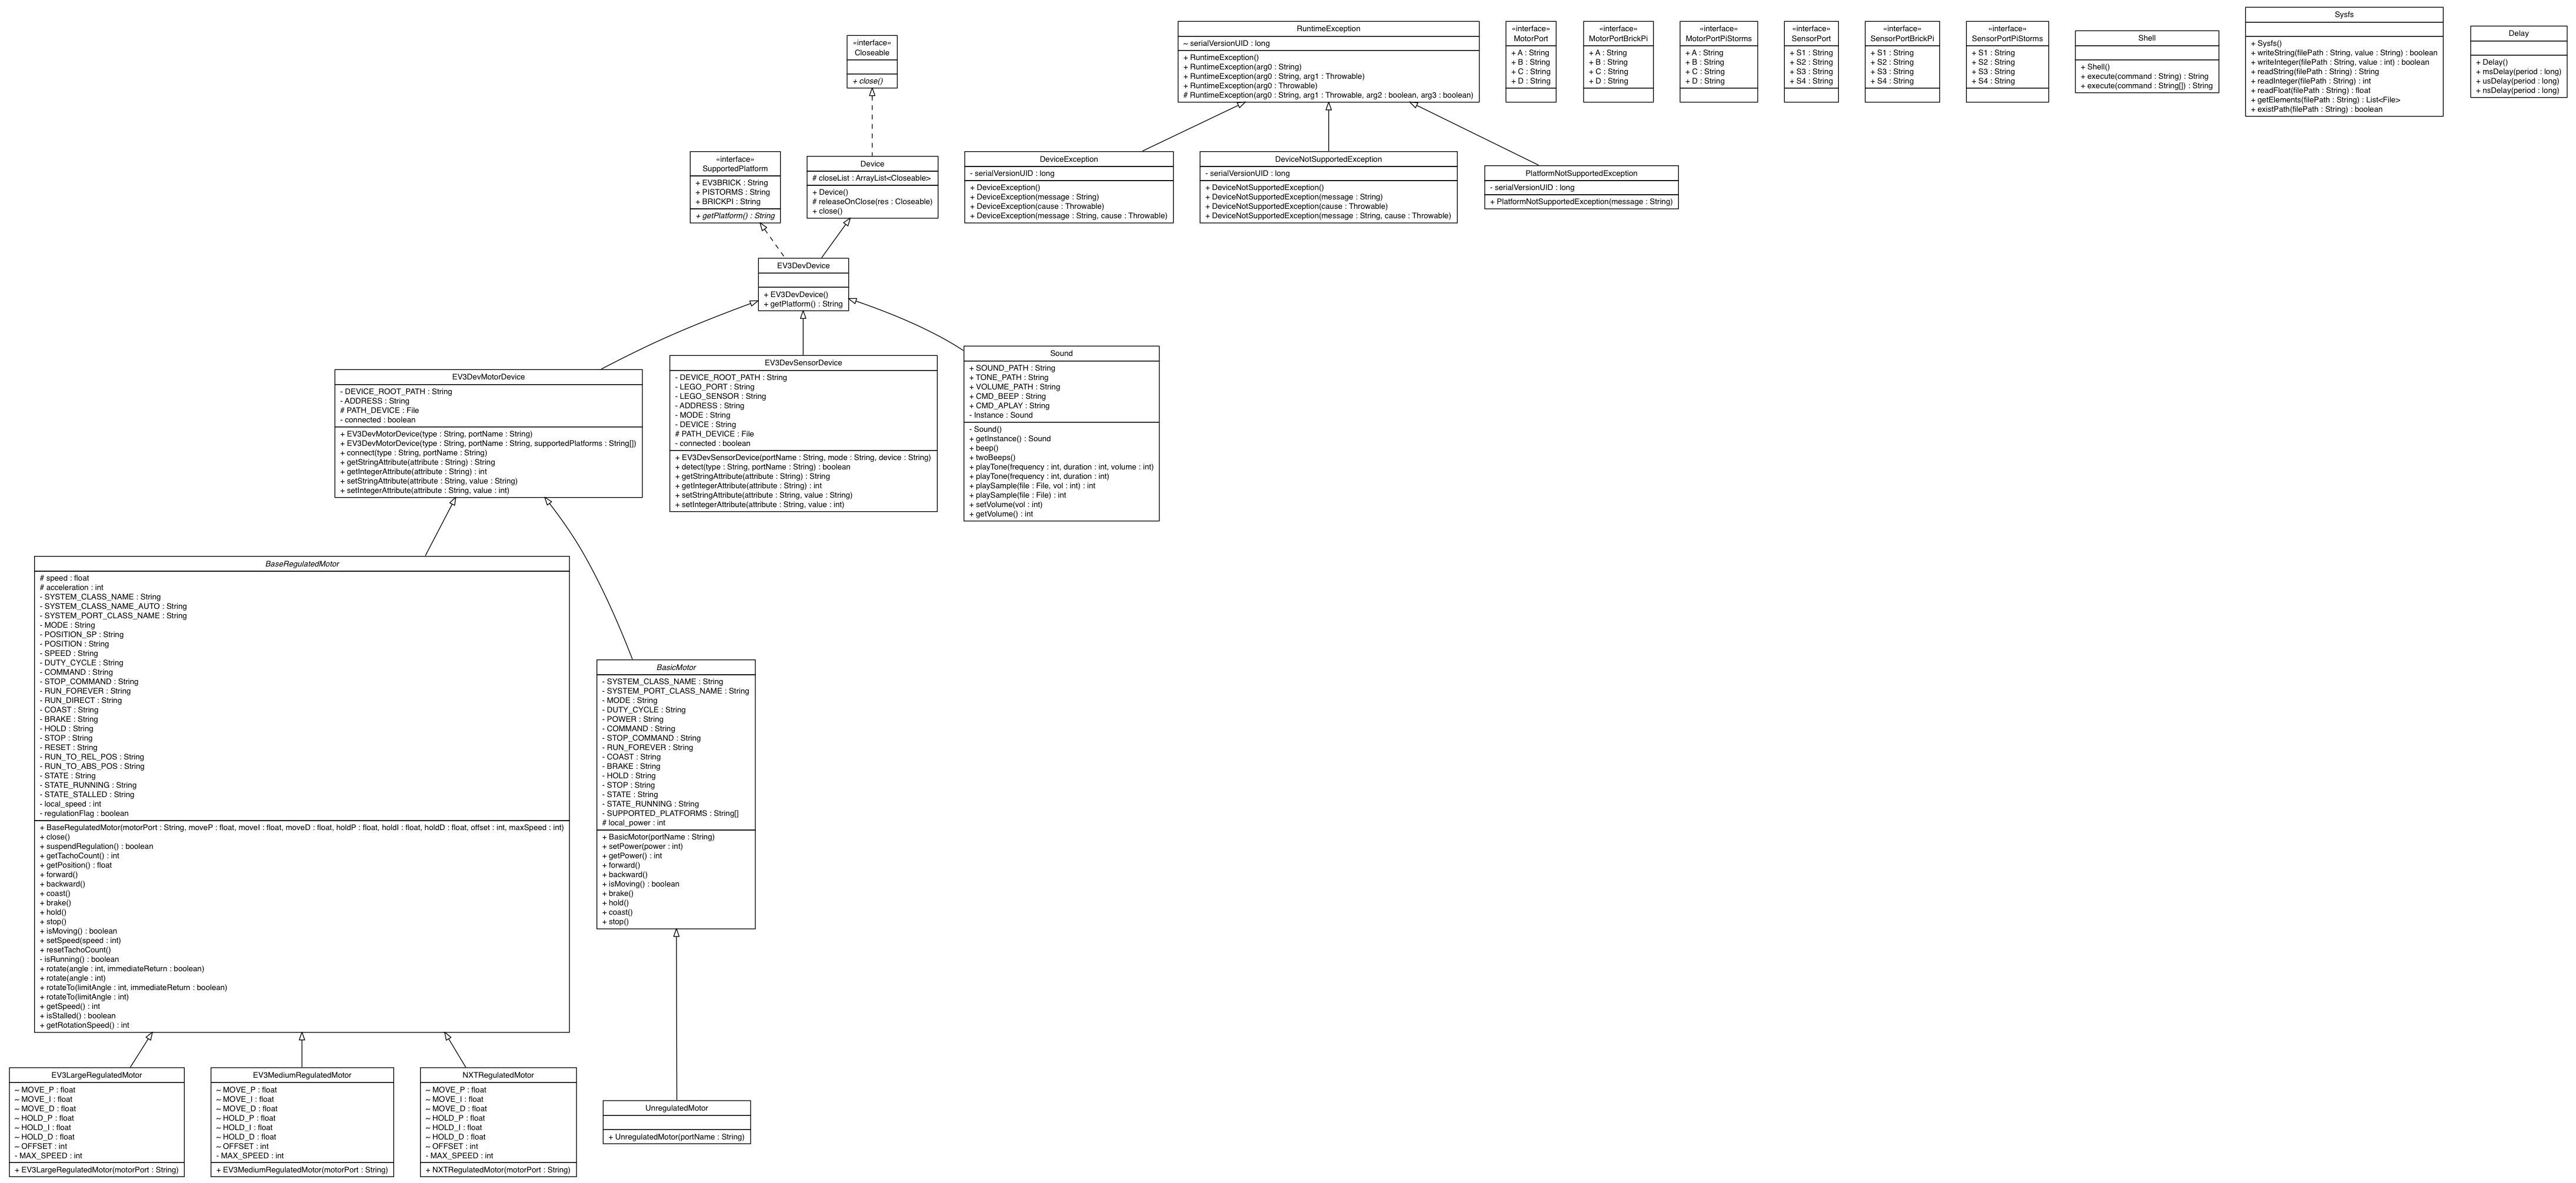 «interface»
Closeable
+ close()
RuntimeException
~ serialVersionUID : long
+ RuntimeException()
+ RuntimeException(arg0 : String)
+ RuntimeException(arg0 : String, arg1 : Throwable)
+ RuntimeException(arg0 : Throwable)
# RuntimeException(arg0 : String, arg1 : Throwable, arg2 : boolean, arg3 : boolean)
«interface»
MotorPort
+ A : String
+ B : String
+ C : String
+ D : String
«interface»
MotorPortBrickPi
+ A : String
+ B : String
+ C : String
+ D : String
«interface»
MotorPortPiStorms
+ A : String
+ B : String
+ C : String
+ D : String
«interface»
SensorPort
+ S1 : String
+ S2 : String
+ S3 : String
+ S4 : String
«interface»
SensorPortBrickPi
+ S1 : String
+ S2 : String
+ S3 : String
+ S4 : String
«interface»
SensorPortPiStorms
+ S1 : String
+ S2 : String
+ S3 : String
+ S4 : String
Shell
+ Shell()
+ execute(command : String) : String
+ execute(command : String[]) : String
Sysfs
+ Sysfs()
+ writeString(filePath : String, value : String) : boolean
+ writeInteger(filePath : String, value : int) : boolean
+ readString(filePath : String) : String
+ readInteger(filePath : String) : int
+ readFloat(filePath : String) : float
+ getElements(filePath : String) : List<File>
+ existPath(filePath : String) : boolean
Delay
+ Delay()
+ msDelay(period : long)
+ usDelay(period : long)
+ nsDelay(period : long)
«interface»
SupportedPlatform
+ EV3BRICK : String
+ PISTORMS : String
+ BRICKPI : String
+ getPlatform() : String
Device
# closeList : ArrayList<Closeable>
+ Device()
# releaseOnClose(res : Closeable)
+ close()
DeviceException
- serialVersionUID : long
+ DeviceException()
+ DeviceException(message : String)
+ DeviceException(cause : Throwable)
+ DeviceException(message : String, cause : Throwable)
DeviceNotSupportedException
- serialVersionUID : long
+ DeviceNotSupportedException()
+ DeviceNotSupportedException(message : String)
+ DeviceNotSupportedException(cause : Throwable)
+ DeviceNotSupportedException(message : String, cause : Throwable)
PlatformNotSupportedException
- serialVersionUID : long
+ PlatformNotSupportedException(message : String)
EV3DevDevice
+ EV3DevDevice()
+ getPlatform() : String
EV3DevMotorDevice
- DEVICE_ROOT_PATH : String
- ADDRESS : String
# PATH_DEVICE : File
- connected : boolean
+ EV3DevMotorDevice(type : String, portName : String)
+ EV3DevMotorDevice(type : String, portName : String, supportedPlatforms : String[])
+ connect(type : String, portName : String)
+ getStringAttribute(attribute : String) : String
+ getIntegerAttribute(attribute : String) : int
+ setStringAttribute(attribute : String, value : String)
+ setIntegerAttribute(attribute : String, value : int)
EV3DevSensorDevice
- DEVICE_ROOT_PATH : String
- LEGO_PORT : String
- LEGO_SENSOR : String
- ADDRESS : String
- MODE : String
- DEVICE : String
# PATH_DEVICE : File
- connected : boolean
+ EV3DevSensorDevice(portName : String, mode : String, device : String)
+ detect(type : String, portName : String) : boolean
+ getStringAttribute(attribute : String) : String
+ getIntegerAttribute(attribute : String) : int
+ setStringAttribute(attribute : String, value : String)
+ setIntegerAttribute(attribute : String, value : int)
Sound
+ SOUND_PATH : String
+ TONE_PATH : String
+ VOLUME_PATH : String
+ CMD_BEEP : String
+ CMD_APLAY : String
- Instance : Sound
- Sound()
+ getInstance() : Sound
+ beep()
+ twoBeeps()
+ playTone(frequency : int, duration : int, volume : int)
+ playTone(frequency : int, duration : int)
+ playSample(file : File, vol : int) : int
+ playSample(file : File) : int
+ setVolume(vol : int)
+ getVolume() : int
BaseRegulatedMotor
# speed : float
# acceleration : int
- SYSTEM_CLASS_NAME : String
- SYSTEM_CLASS_NAME_AUTO : String
- SYSTEM_PORT_CLASS_NAME : String
- MODE : String
- POSITION_SP : String
- POSITION : String
- SPEED : String
- DUTY_CYCLE : String
- COMMAND : String
- STOP_COMMAND : String
- RUN_FOREVER : String
- RUN_DIRECT : String
- COAST : String
- BRAKE : String
- HOLD : String
- STOP : String
- RESET : String
- RUN_TO_REL_POS : String
- RUN_TO_ABS_POS : String
- STATE : String
- STATE_RUNNING : String
- STATE_STALLED : String
- local_speed : int
- regulationFlag : boolean
+ BaseRegulatedMotor(motorPort : String, moveP : float, moveI : float, moveD : float, holdP : float, holdI : float, holdD : float, offset : int, maxSpeed : int)
+ close()
+ suspendRegulation() : boolean
+ getTachoCount() : int
+ getPosition() : float
+ forward()
+ backward()
+ coast()
+ brake()
+ hold()
+ stop()
+ isMoving() : boolean
+ setSpeed(speed : int)
+ resetTachoCount()
- isRunning() : boolean
+ rotate(angle : int, immediateReturn : boolean)
+ rotate(angle : int)
+ rotateTo(limitAngle : int, immediateReturn : boolean)
+ rotateTo(limitAngle : int)
+ getSpeed() : int
+ isStalled() : boolean
+ getRotationSpeed() : int
BasicMotor
- SYSTEM_CLASS_NAME : String
- SYSTEM_PORT_CLASS_NAME : String
- MODE : String
- DUTY_CYCLE : String
- POWER : String
- COMMAND : String
- STOP_COMMAND : String
- RUN_FOREVER : String
- COAST : String
- BRAKE : String
- HOLD : String
- STOP : String
- STATE : String
- STATE_RUNNING : String
- SUPPORTED_PLATFORMS : String[]
# local_power : int
+ BasicMotor(portName : String)
+ setPower(power : int)
+ getPower() : int
+ forward()
+ backward()
+ isMoving() : boolean
+ brake()
+ hold()
+ coast()
+ stop()
EV3LargeRegulatedMotor
~ MOVE_P : float
~ MOVE_I : float
~ MOVE_D : float
~ HOLD_P : float
~ HOLD_I : float
~ HOLD_D : float
~ OFFSET : int
- MAX_SPEED : int
+ EV3LargeRegulatedMotor(motorPort : String)
EV3MediumRegulatedMotor
~ MOVE_P : float
~ MOVE_I : float
~ MOVE_D : float
~ HOLD_P : float
~ HOLD_I : float
~ HOLD_D : float
~ OFFSET : int
- MAX_SPEED : int
+ EV3MediumRegulatedMotor(motorPort : String)
NXTRegulatedMotor
~ MOVE_P : float
~ MOVE_I : float
~ MOVE_D : float
~ HOLD_P : float
~ HOLD_I : float
~ HOLD_D : float
~ OFFSET : int
- MAX_SPEED : int
+ NXTRegulatedMotor(motorPort : String)
UnregulatedMotor
+ UnregulatedMotor(portName : String)